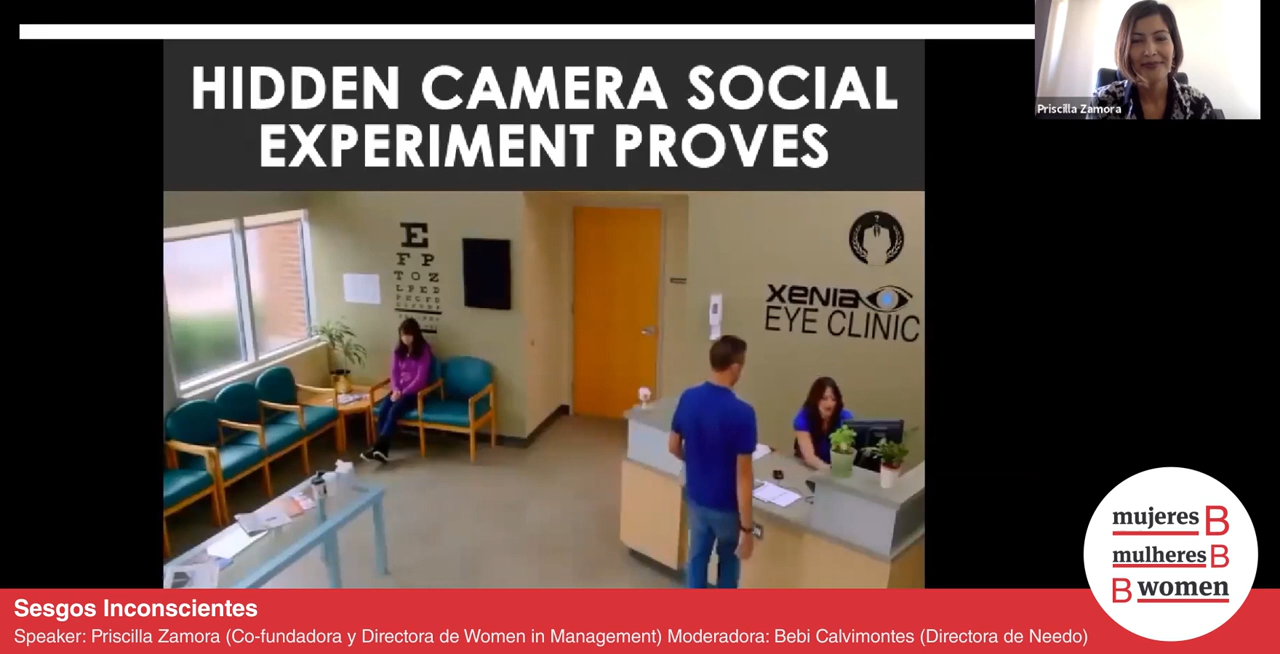 Priscilla Zamora
HIDDEN CAMERA SOCIAL
EXPERIMENT PROVES
E
F P
T O Z
L P E D
XENIA
EYE CLINIC
mujeres B
mulheres B
B women
Sesgos Inconscientes
Speaker: Priscilla Zamora (Co-fundadora y Directora de Women in Management) Moderadora: Bebi Calvimontes (Directora de Needo)